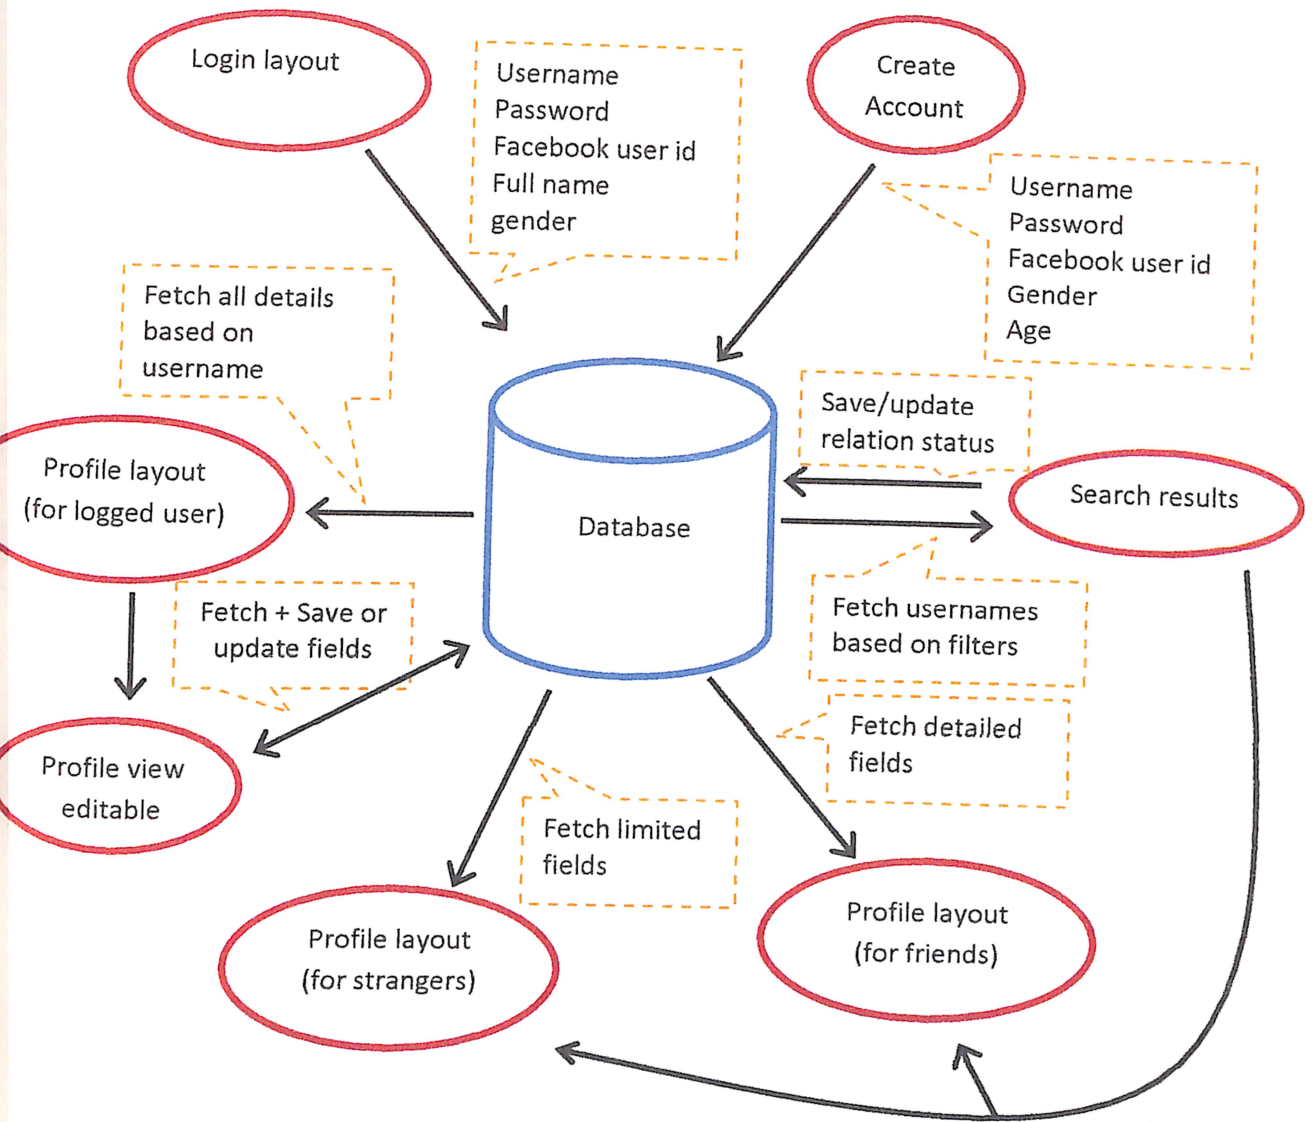 Login layout
Username
Password
Facebook user id
Full name
gender
Create
Account
Username
Password
Facebook user id
Gender
Age
Fetch all details
based on
username
Save/update
relation status
Profile layout
(for logged user)
Database
Search results
Fetch + Save or
update fields
Fetch usernames
based on filters
Profile view
editable
Fetch detailed
fields
Fetch limited
fields
Profile layout
(for strangers)
Profile layout
(for friends)